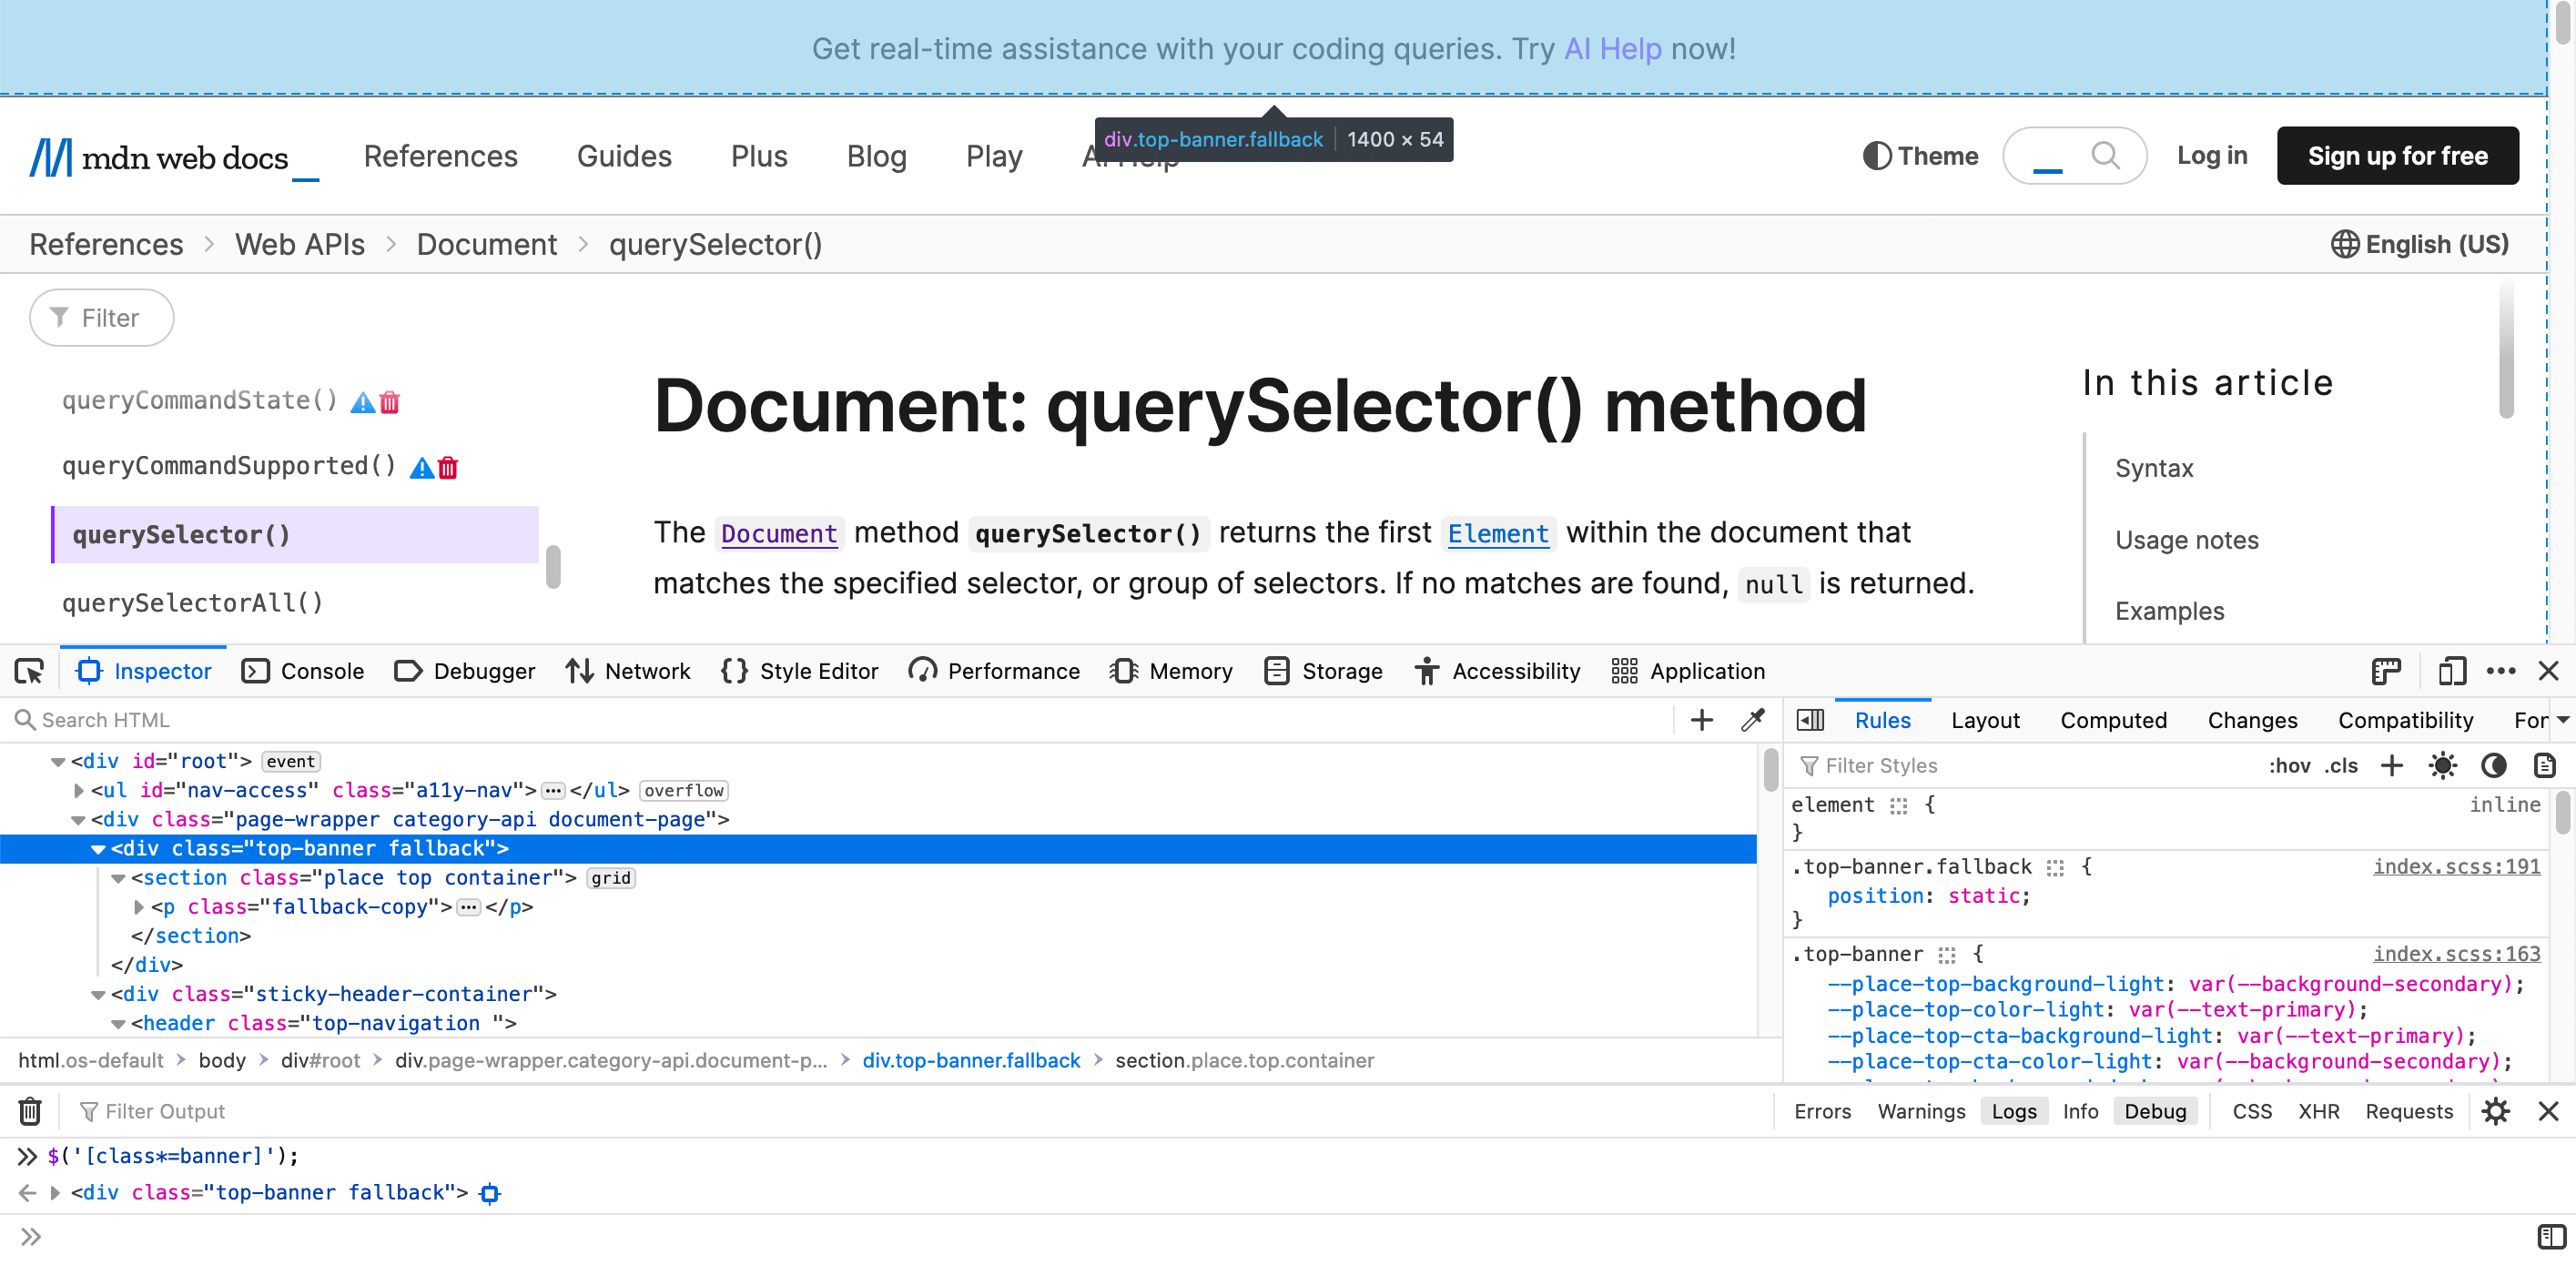 Get real-time assistance with your coding queries. Try AI Help now!
div.top-banner.fallback 1400 × 54
mdn web docs_ References Guides Plus Blog Play AI Help Theme Log in Sign up for free
References Web APIs Document querySelector() English (US)
Filter
queryCommandState()
queryCommandSupported()
querySelector()
querySelectorAll()
Document: querySelector() method
The Document method querySelector() returns the first Element within the document that
matches the specified selector, or group of selectors. If no matches are found, null is returned.
In this article
Syntax
Usage notes
Examples
Inspector Console Debugger Network Style Editor Performance Memory Storage Accessibility Application
Search HTML
<div id="root"> event
<ul id="nav-access" class="a11y-nav">⋯</ul> overflow
<div class="page-wrapper category-api document-page">
<div class="top-banner fallback">
<section class="place top container"> grid
<p class="fallback-copy">⋯</p>
</section>
</div>
<div class="sticky-header-container">
<header class="top-navigation ">
html.os-default body div#root div.page-wrapper.category-api.document-p... div.top-banner.fallback section.place.top.container
Rules Layout Computed Changes Compatibility For
Filter Styles :hov .cls
element { inline
}
.top-banner.fallback { index.scss:191
position: static;
}
.top-banner { index.scss:163
--place-top-background-light: var(--background-secondary);
--place-top-color-light: var(--text-primary);
--place-top-cta-background-light: var(--text-primary);
--place-top-cta-color-light: var(--background-secondary);
Filter Output Errors Warnings Logs Info Debug CSS XHR Requests
$('[class*=banner]');
<div class="top-banner fallback">